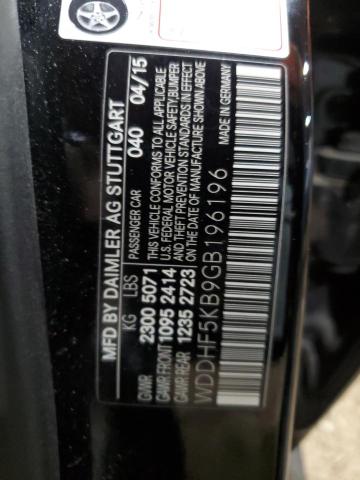 MFD BY DAIMLER AG STUTTGART
KG LBS PASSENGER CAR 040 04/15
GVWR 2300 5071 THIS VEHICLE CONFORMS TO ALL APPLICABLE
GAWR FRONT 1095 2414 U.S. FEDERAL MOTOR VEHICLE SAFETY,BUMPER
GAWR REAR 1235 2723 AND THEFT PREVENTION STANDARDS IN EFFECT
ON THE DATE OF MANUFACTURE SHOWN ABOVE
WDDHF5KB9GB196196 MADE IN GERMANY